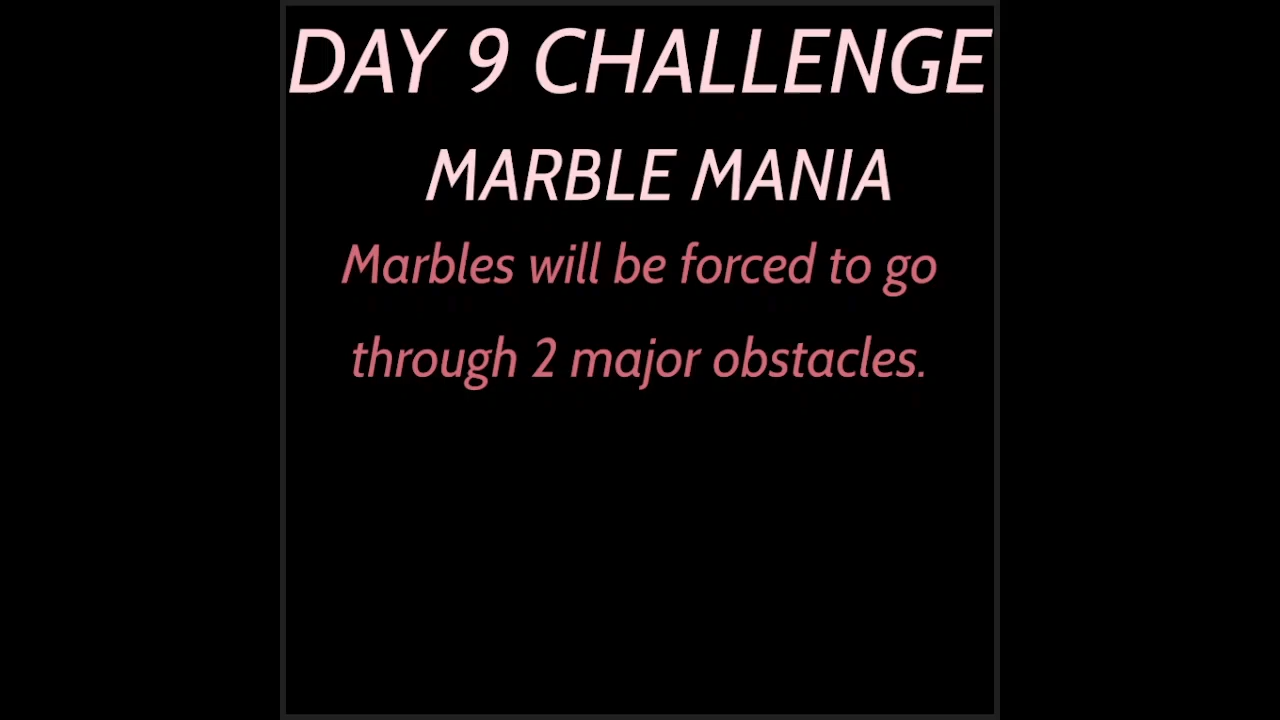 DAY 9 CHALLENGE
MARBLE MANIA
Marbles will be forced to go
through 2 major obstacles.